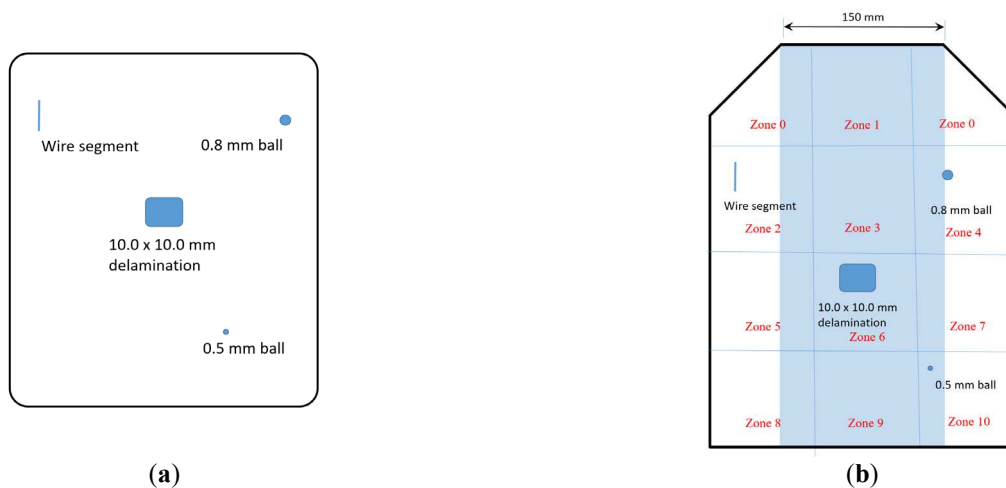 Wire segment
0.8 mm ball
10.0 x 10.0 mm
delamination
0.5 mm ball
(a)
150 mm
Zone 0
Zone 1
Zone 0
Wire segment
0.8 mm ball
Zone 2
Zone 3
Zone 4
10.0 x 10.0 mm
delamination
Zone 5
Zone 6
Zone 7
0.5 mm ball
Zone 8
Zone 9
Zone 10
(b)